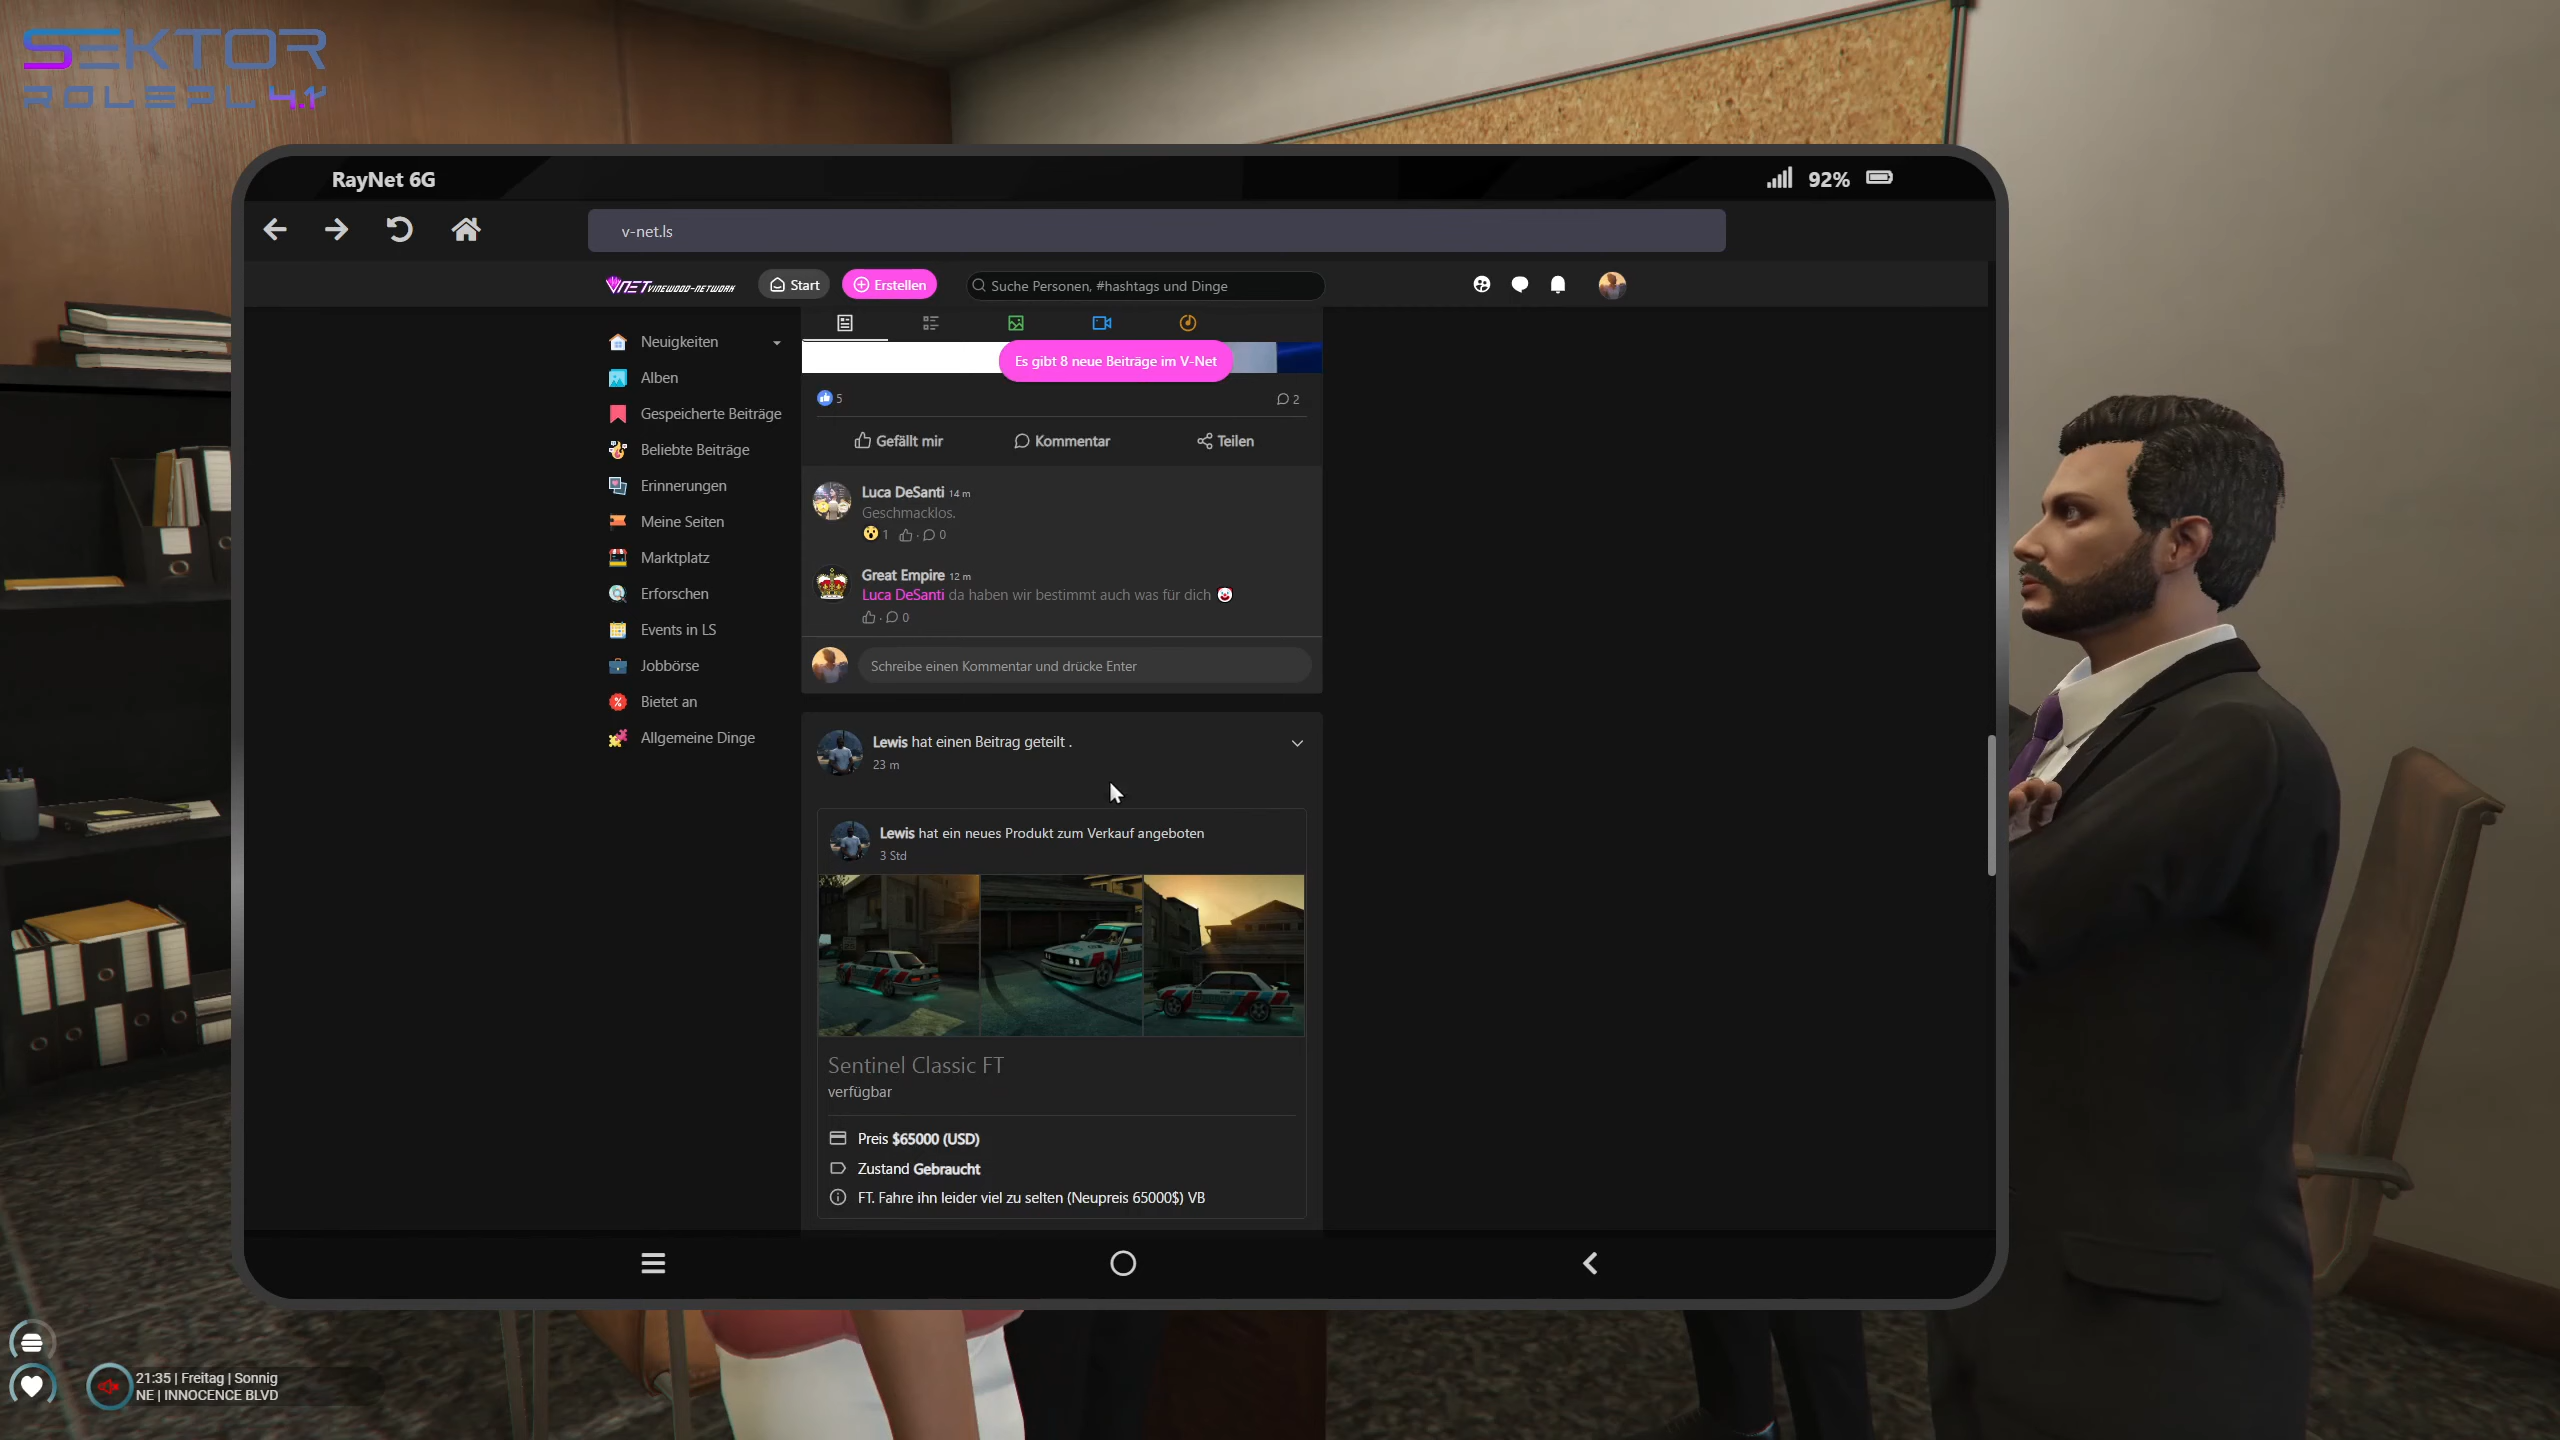 SEKTOR
ROLEPL4.1Y
RayNet 6G
92%
v-net.ls
VNET VINEWOOD-NETWORK
Start
Erstellen
Suche Personen, #hashtags und Dinge
Neuigkeiten
Alben
Gespeicherte Beiträge
Beliebte Beiträge
Erinnerungen
Meine Seiten
Marktplatz
Erforschen
Events in LS
Jobbörse
Bietet an
Allgemeine Dinge
Es gibt 8 neue Beiträge im V-Net
5
2
Gefällt mir
Kommentar
Teilen
Luca DeSanti 14 m
Geschmacklos.
1 · 0
Great Empire 12 m
Luca DeSanti da haben wir bestimmt auch was für dich
· 0
Schreibe einen Kommentar und drücke Enter
Lewis hat einen Beitrag geteilt .
23 m
Lewis hat ein neues Produkt zum Verkauf angeboten
3 Std
Sentinel Classic FT
verfügbar
Preis $65000 (USD)
Zustand Gebraucht
FT. Fahre ihn leider viel zu selten (Neupreis 65000$) VB
21:35 | Freitag | Sonnig
NE | INNOCENCE BLVD